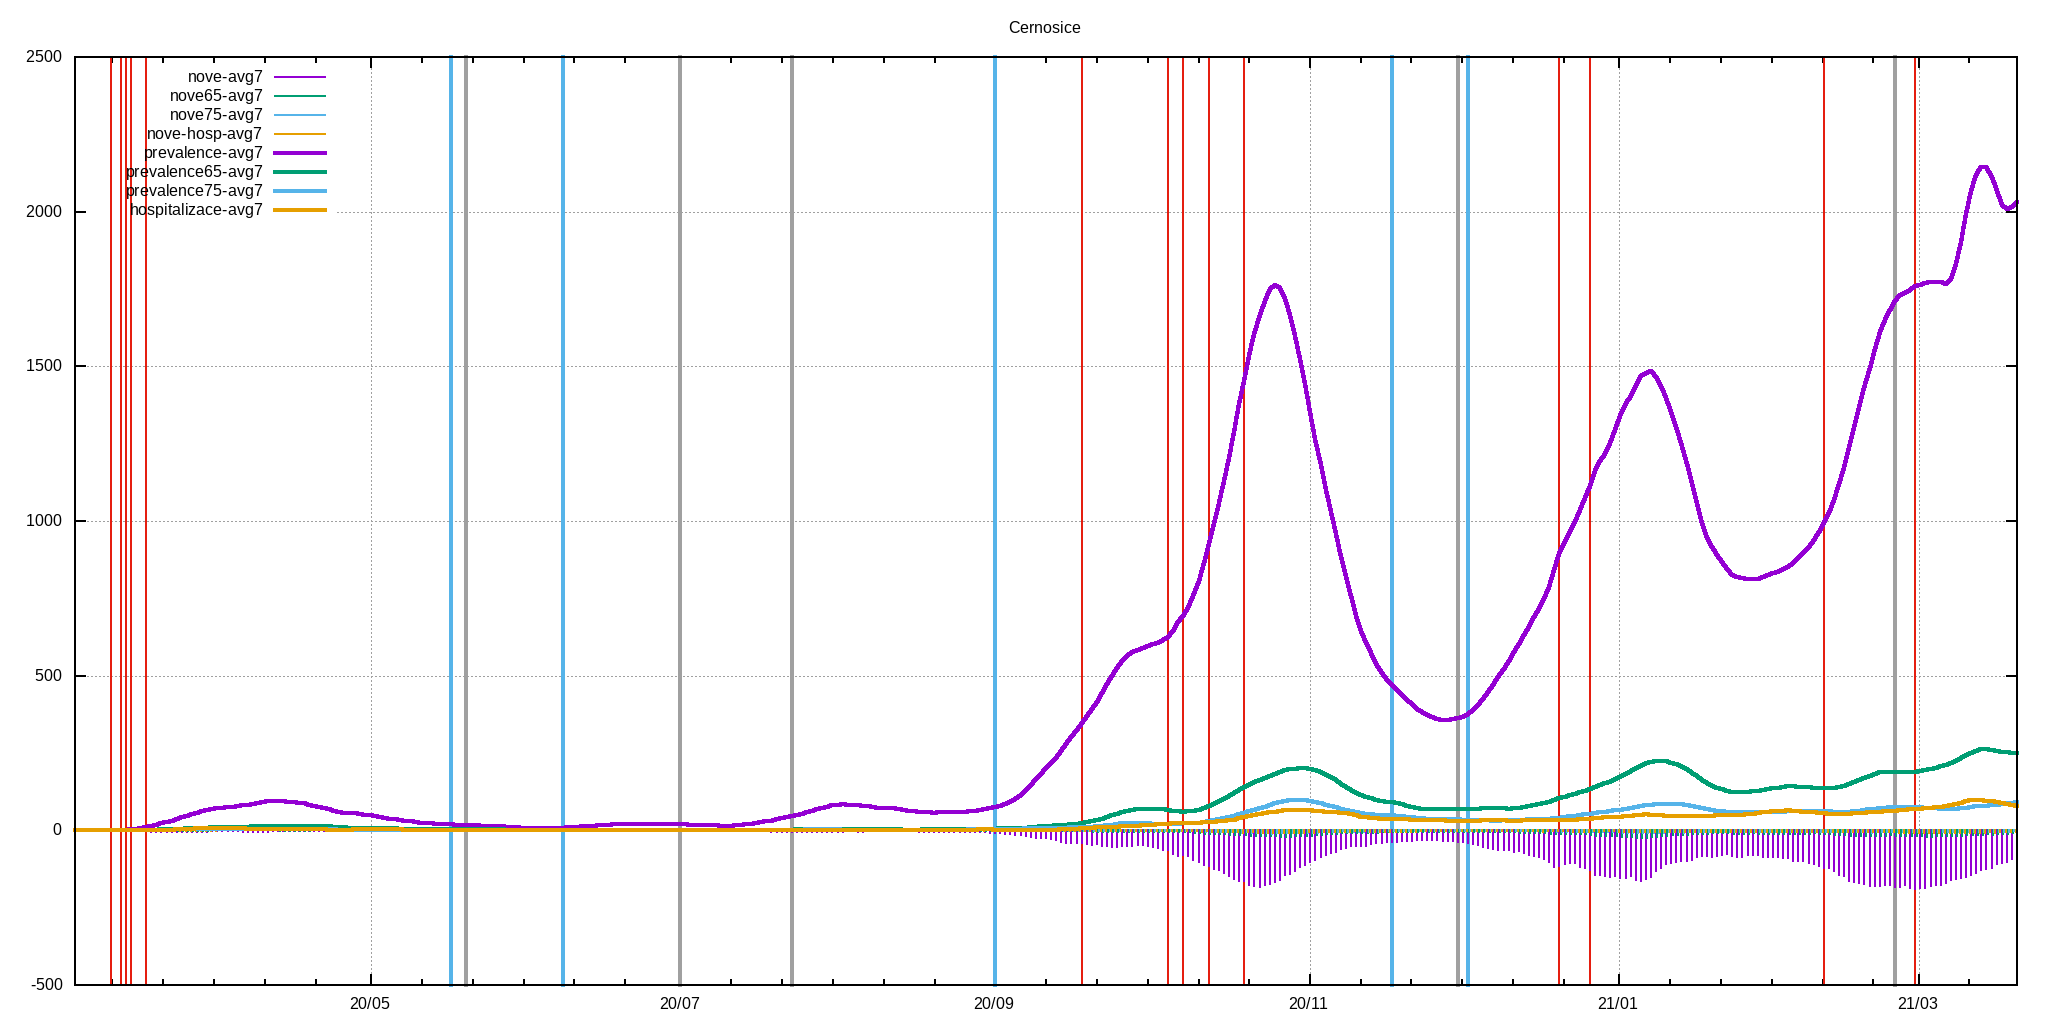 Cernosice
2500
2000
1500
1000
500
0
-500
nove-avg7
nove65-avg7
nove75-avg7
nove-hosp-avg7
prevalence-avg7
prevalence65-avg7
prevalence75-avg7
hospitalizace-avg7
20/05
20/07
20/09
20/11
21/01
21/03